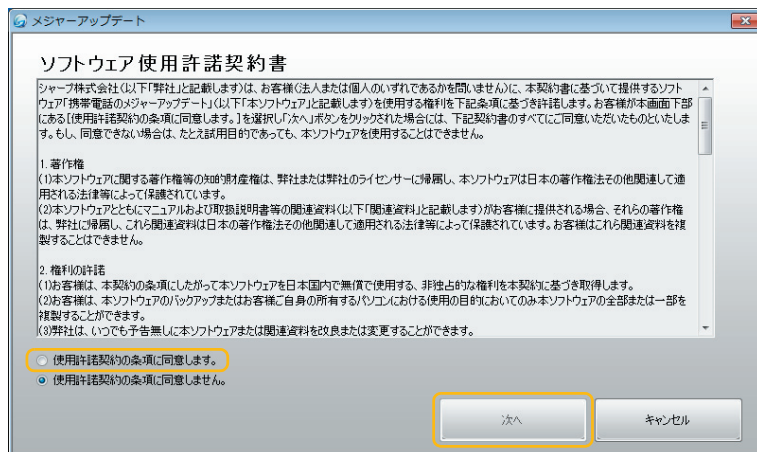 メジャーアップデート
ソフトウェア使用許諾契約書
シャープ株式会社(以下「弊社」と記載します)は、お客様(法人または個人のいずれであるかを問いません)に、本契約書に基づいて提供するソフト
ウェア「携帯電話のメジャーアップデート」(以下「本ソフトウェア」と記載します)を使用する権利を下記条項に基づき許諾します。お客様が本画面下部
にある[使用許諾契約の条項に同意します。]を選択し「次へ」ボタンをクリックされた場合には、下記契約書のすべてにご同意いただいたものといたしま
す。もし、同意できない場合は、たとえ試用目的であっても、本ソフトウェアを使用することはできません。
1. 著作権
(1)本ソフトウェアに関する著作権等の知的財産権は、弊社または弊社のライセンサーに帰属し、本ソフトウェアは日本の著作権法その他関連して適
用される法律等によって保護されています。
(2)本ソフトウェアとともにマニュアルおよび取扱説明書等の関連資料(以下「関連資料」と記載します)がお客様に提供される場合、それらの著作権
は、弊社に帰属し、これら関連資料は日本の著作権法その他関連して適用される法律等によって保護されています。お客様はこれら関連資料を複
製することはできません。
2. 権利の許諾
(1)お客様は、本契約の条項にしたがって本ソフトウェアを日本国内で無償で使用する、非独占的な権利を本契約に基づき取得します。
(2)お客様は、本ソフトウェアのバックアップまたはお客様ご自身の所有するパソコンにおける使用の目的においてのみ本ソフトウェアの全部または一部を
複製することができます。
(3)弊社は、いつでも予告無しに本ソフトウェアまたは関連資料を改良または変更することができます。
使用許諾契約の条項に同意します。
使用許諾契約の条項に同意しません。
次へ
キャンセル